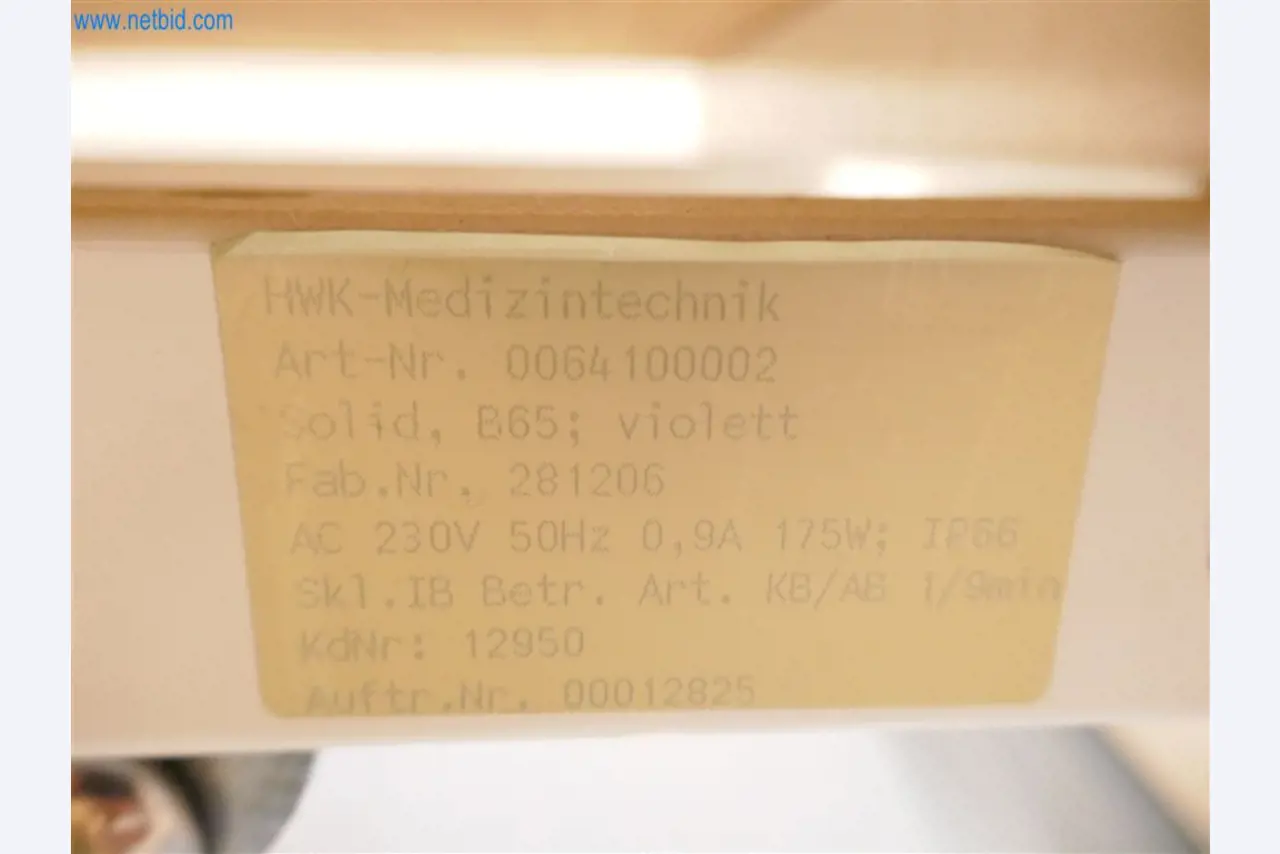 www.netbid.com
HWK-Medizintechnik
Art-Nr. 0064100002
Solid, B65; violett
Fab.Nr. 281206
AC 230V 50Hz 0,9A 175W; IP66
Skl.IB Betr. Art. KB/AB 1/9min
KdNr: 12950
Auftr.Nr. 00012825